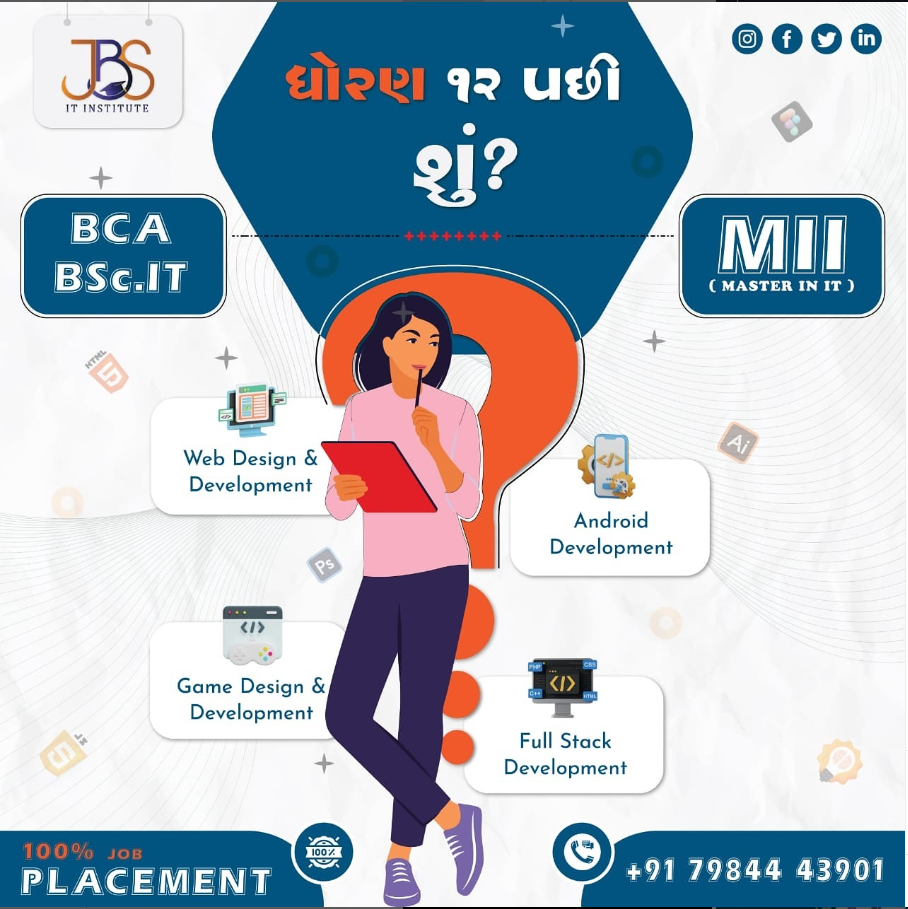 JBS
IT INSTITUTE
ધોરણ ૧૨ પછી
શું?
BCA
BSc.IT
MII
( MASTER IN IT )
HTML
5
Web Design &
Development
Ai
Android
Development
Ps
Game Design &
Development
PHP
CSS
C++
HTML
Full Stack
Development
JS
5
100% JOB
PLACEMENT
100%
+91 79844 43901